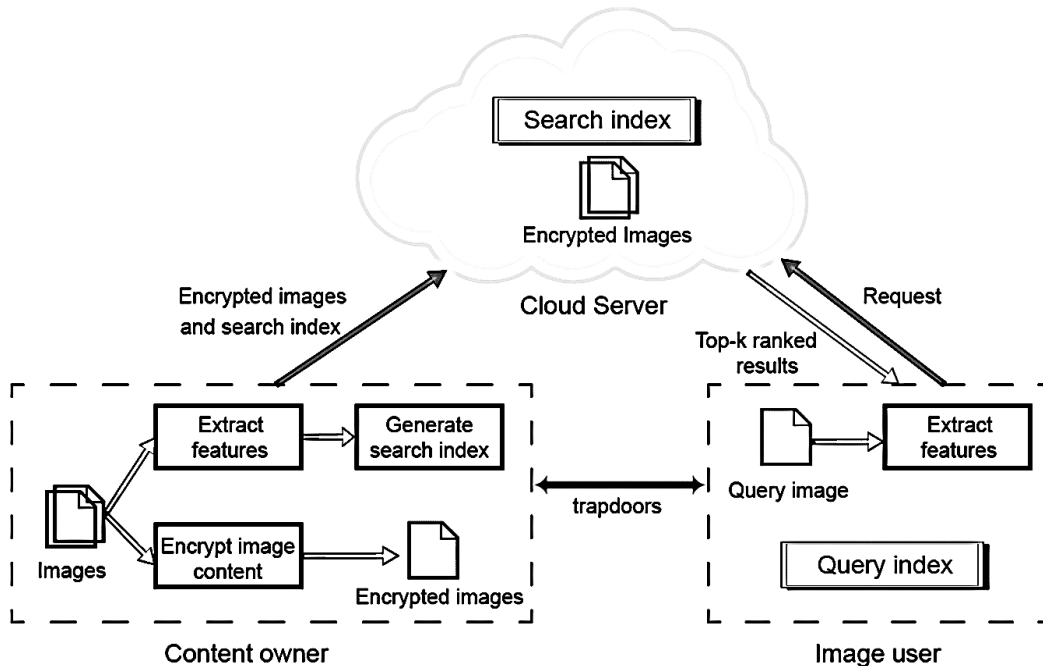 Search index
Encrypted Images
Cloud Server
Encrypted images
and search index
Request
Top-k ranked
results
Extract
features
Generate
search index
Images
Encrypt image
content
Encrypted images
Content owner
trapdoors
Query image
Extract
features
Query index
Image user